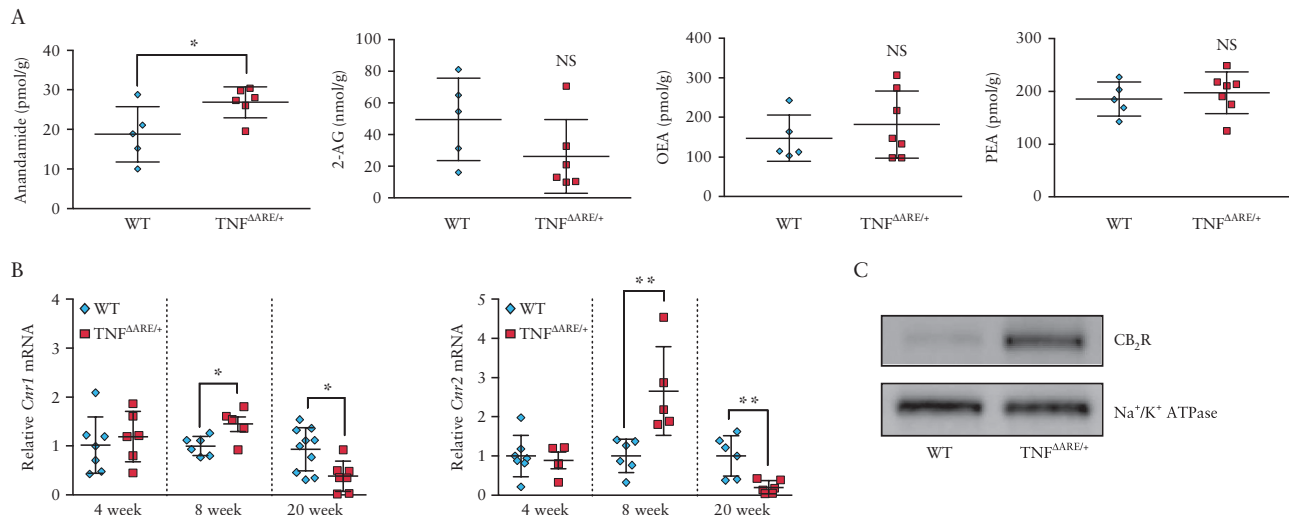 A
Anandamide (pmol/g)
40
30
20
10
0
*
WT
TNF^ΔARE/+
2-AG (nmol/g)
100
80
60
40
20
0
NS
WT
TNF^ΔARE/+
OEA (pmol/g)
400
300
200
100
0
NS
WT
TNF^ΔARE/+
PEA (pmol/g)
300
200
100
0
NS
WT
TNF^ΔARE/+
B
Relative Cnr1 mRNA
4
3
2
1
0
WT
TNF^ΔARE/+
*
*
4 week
8 week
20 week
Relative Cnr2 mRNA
5
4
3
2
1
0
WT
TNF^ΔARE/+
**
**
4 week
8 week
20 week
C
CB₂R
Na⁺/K⁺ ATPase
WT
TNF^ΔARE/+